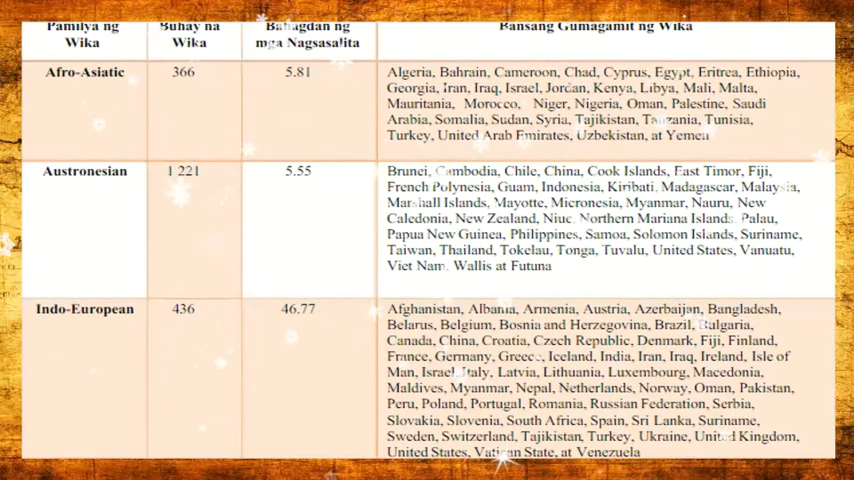 Pamilya ng Wika
Buhay na Wika
Bahagdan ng mga Nagsasalita
Bansang Gumagamit ng Wika
Afro-Asiatic
366
5.81
Algeria, Bahrain, Cameroon, Chad, Cyprus, Egypt, Eritrea, Ethiopia,
Georgia, Iran, Iraq, Israel, Jordan, Kenya, Libya, Mali, Malta,
Mauritania, Morocco, Niger, Nigeria, Oman, Palestine, Saudi
Arabia, Somalia, Sudan, Syria, Tajikistan, Tanzania, Tunisia,
Turkey, United Arab Emirates, Uzbekistan, at Yemen
Austronesian
1 221
5.55
Brunei, Cambodia, Chile, China, Cook Islands, East Timor, Fiji,
French Polynesia, Guam, Indonesia, Kiribati, Madagascar, Malaysia,
Marshall Islands, Mayotte, Micronesia, Myanmar, Nauru, New
Caledonia, New Zealand, Niue, Northern Mariana Islands, Palau,
Papua New Guinea, Philippines, Samoa, Solomon Islands, Suriname,
Taiwan, Thailand, Tokelau, Tonga, Tuvalu, United States, Vanuatu,
Viet Nam, Wallis at Futuna
Indo-European
436
46.77
Afghanistan, Albania, Armenia, Austria, Azerbaijan, Bangladesh,
Belarus, Belgium, Bosnia and Herzegovina, Brazil, Bulgaria,
Canada, China, Croatia, Czech Republic, Denmark, Fiji, Finland,
France, Germany, Greece, Iceland, India, Iran, Iraq, Ireland, Isle of
Man, Israel, Italy, Latvia, Lithuania, Luxembourg, Macedonia,
Maldives, Myanmar, Nepal, Netherlands, Norway, Oman, Pakistan,
Peru, Poland, Portugal, Romania, Russian Federation, Serbia,
Slovakia, Slovenia, South Africa, Spain, Sri Lanka, Suriname,
Sweden, Switzerland, Tajikistan, Turkey, Ukraine, United Kingdom,
United States, Vatican State, at Venezuela